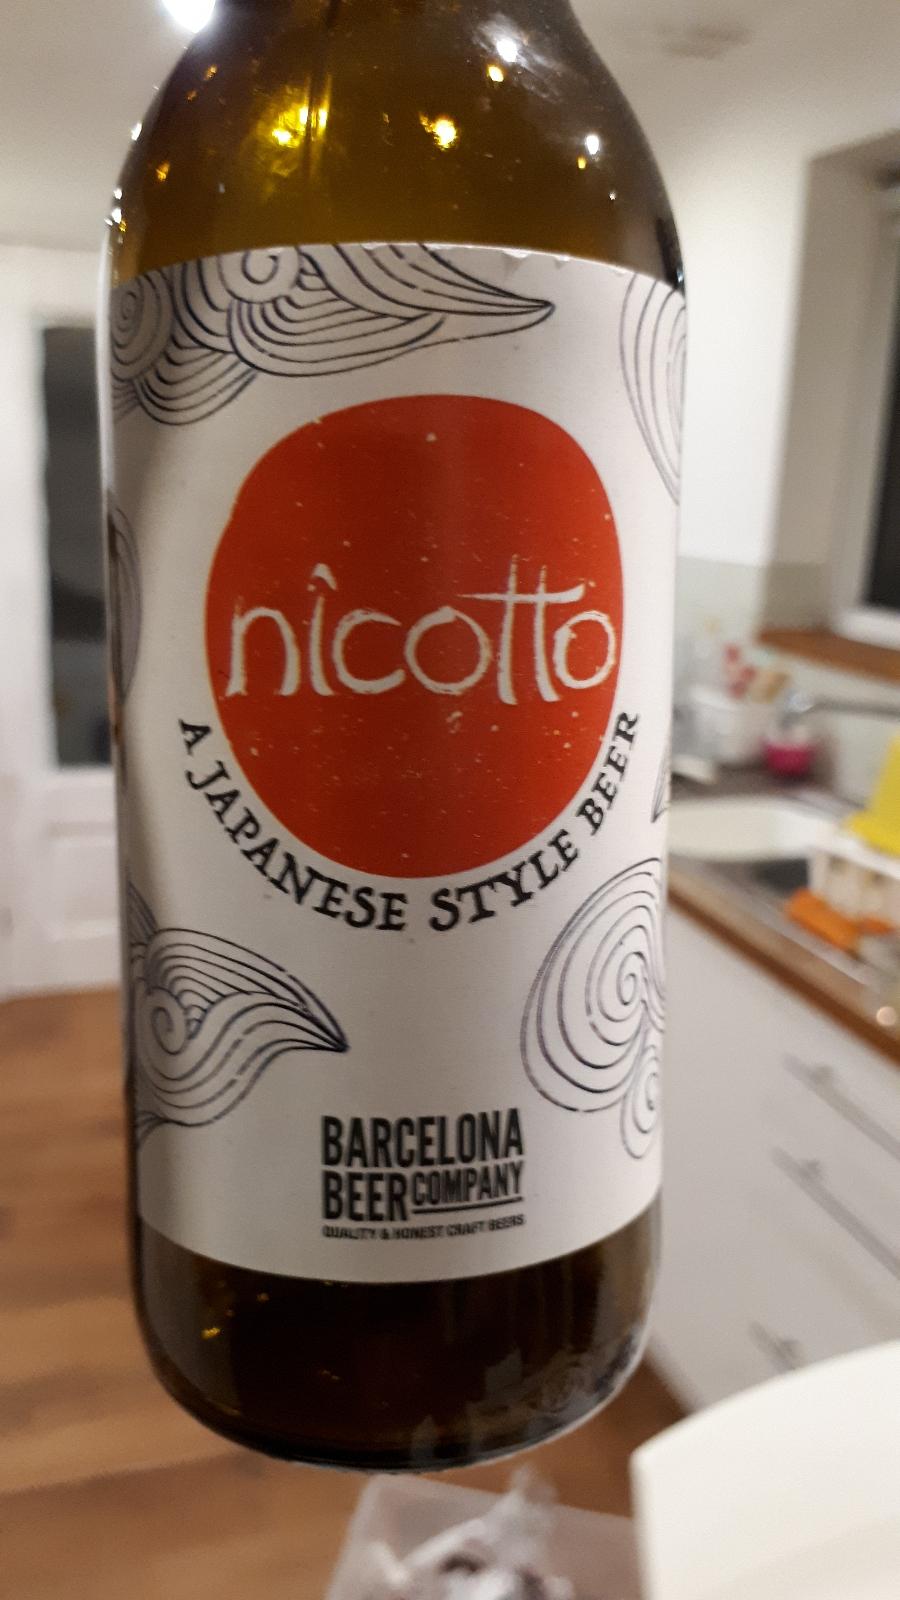 nîcotto
A JAPANESE STYLE BEER
BARCELONA
BEER COMPANY
QUALITY & HONEST CRAFT BEERS